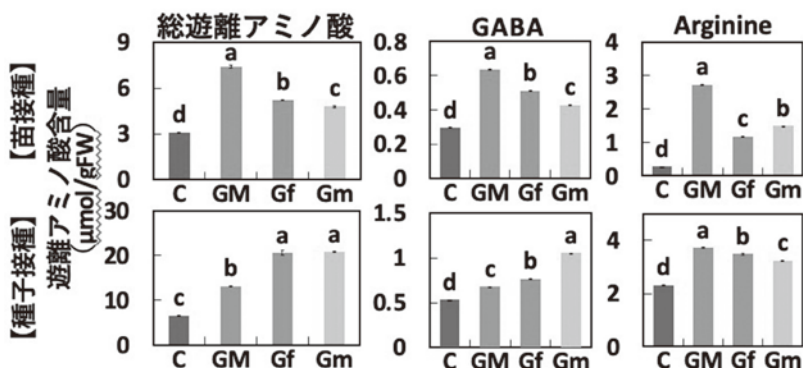 総遊離アミノ酸 GABA Arginine
【苗接種】
【種子接種】
遊離アミノ酸含量
(μmol/gFW)
9 6 3 0
d a b c
C GM Gf Gm
0.8 0.6 0.4 0.2 0
d a b c
C GM Gf Gm
4 3 2 1 0
d a c b
C GM Gf Gm
30 20 10 0
c b a a
C GM Gf Gm
1.5 1 0.5 0
d c b a
C GM Gf Gm
4 2 0
d a b c
C GM Gf Gm